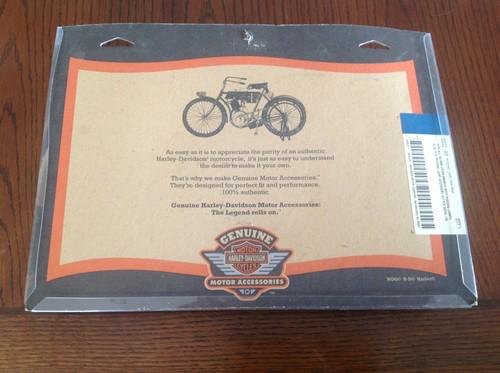 As easy as it is to appreciate the purity of an authentic
Harley-Davidson® motorcycle, it's just as easy to understand
the desire to make it your own.
That's why we make Genuine Motor Accessories.™
They're designed for perfect fit and performance.
100% authentic.
Genuine Harley-Davidson Motor Accessories:
The Legend rolls on.™
GENUINE
MOTOR
HARLEY-DAVIDSON
CYCLES
MOTOR ACCESSORIES